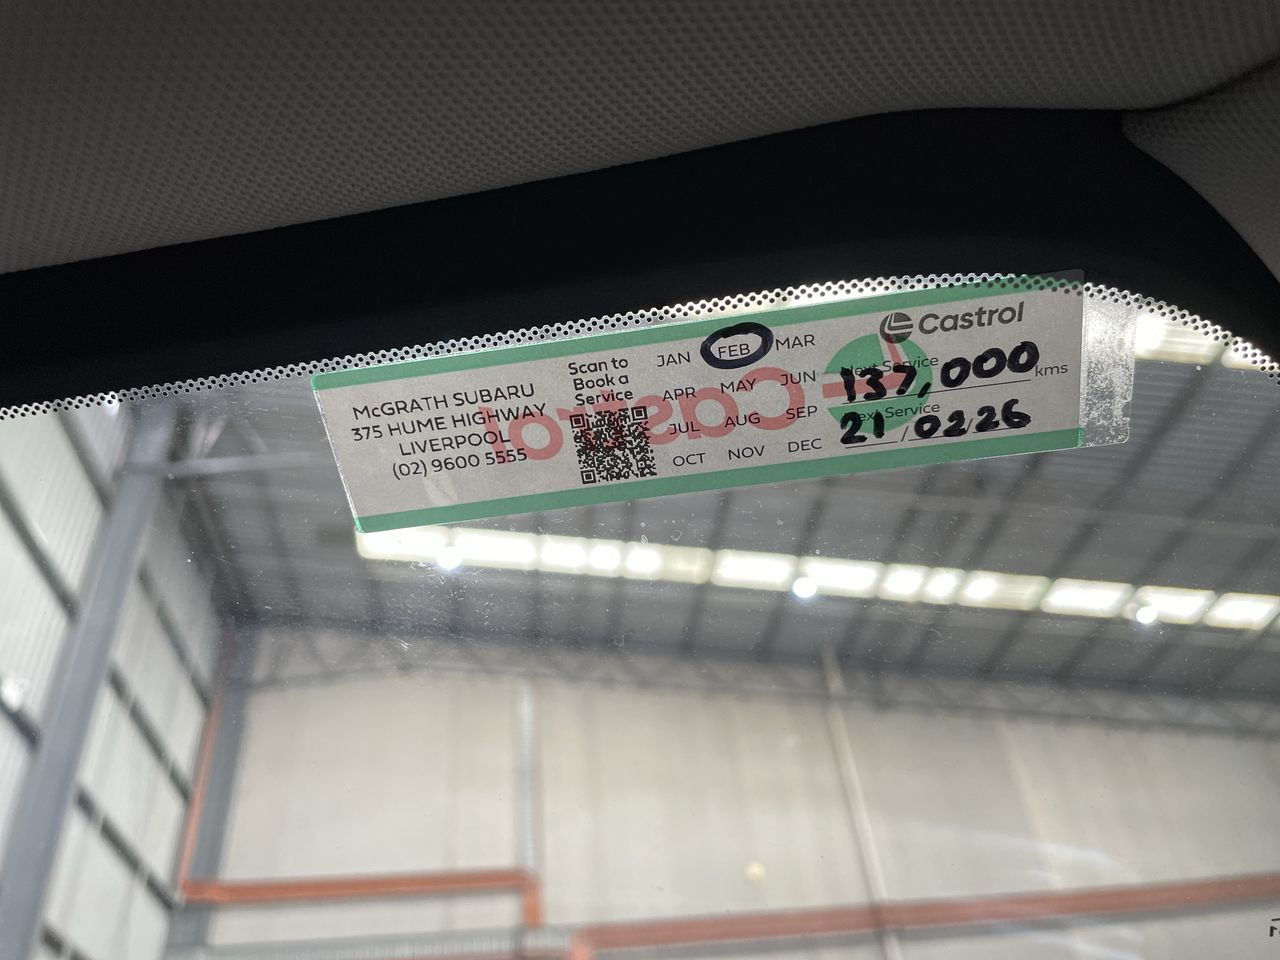 McGRATH SUBARU
375 HUME HIGHWAY
LIVERPOOL
(02) 9600 5555
Scan to
Book a
Service
JAN FEB MAR
APR MAY JUN
JUL AUG SEP
OCT NOV DEC
Castrol
Next Service
137,000 kms
Next Service
21/02/26
Castrol